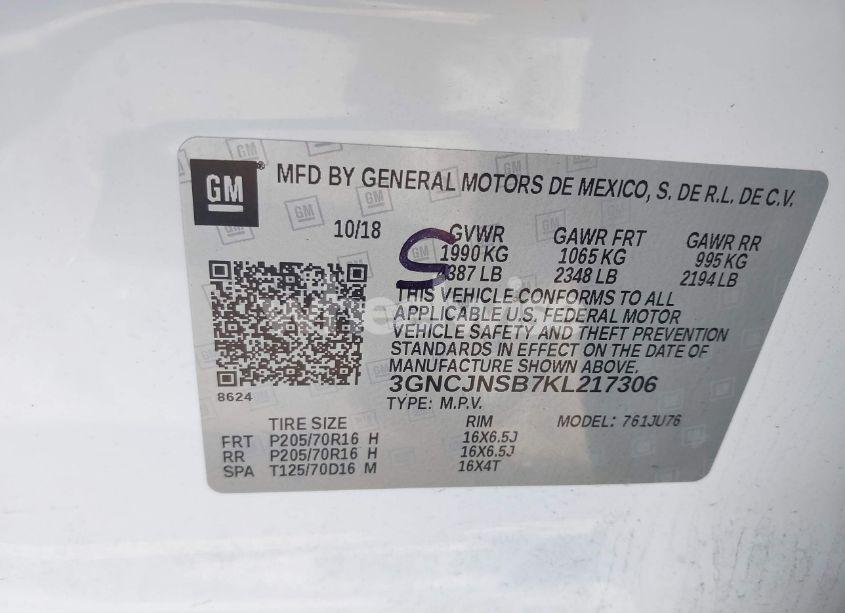 GM
MFD BY GENERAL MOTORS DE MEXICO, S. DE R.L. DE C.V.
10/18 GVWR GAWR FRT GAWR RR
S 1990 KG 1065 KG 995 KG
4387 LB 2348 LB 2194 LB
THIS VEHICLE CONFORMS TO ALL
APPLICABLE U.S. FEDERAL MOTOR
VEHICLE SAFETY AND THEFT PREVENTION
STANDARDS IN EFFECT ON THE DATE OF
MANUFACTURE SHOWN ABOVE.
3GNCJNSB7KL217306
8624
TYPE: M.P.V. MODEL: 761JU76
TIRE SIZE RIM
FRT P205/70R16 H 16X6.5J
RR P205/70R16 H 16X6.5J
SPA T125/70D16 M 16X4T